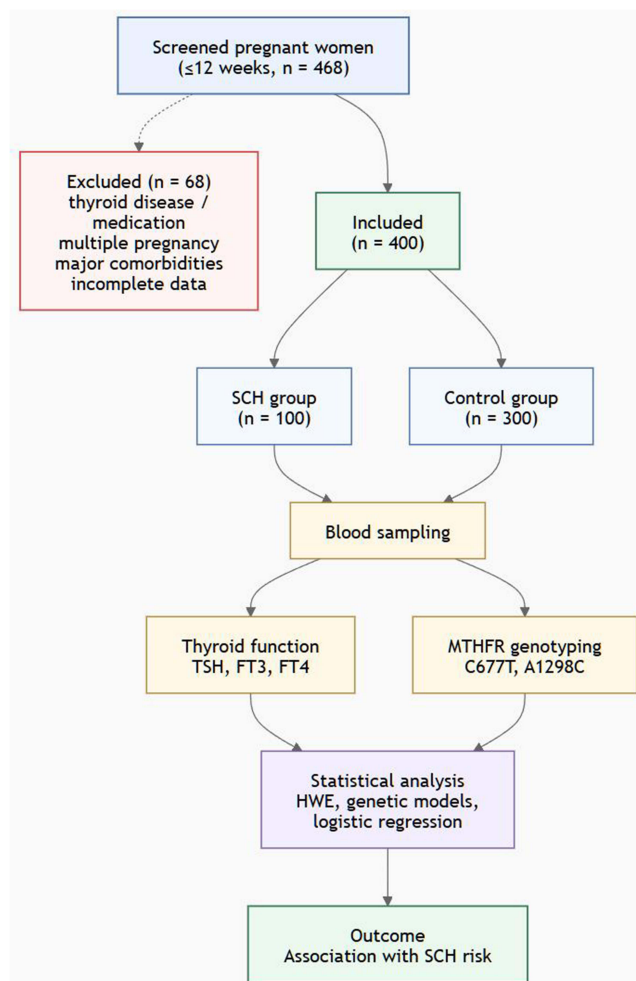 Screened pregnant women
(≤12 weeks, n = 468)
Excluded (n = 68)
thyroid disease /
medication
multiple pregnancy
major comorbidities
incomplete data
Included
(n = 400)
SCH group
(n = 100)
Control group
(n = 300)
Blood sampling
Thyroid function
TSH, FT3, FT4
MTHFR genotyping
C677T, A1298C
Statistical analysis
HWE, genetic models,
logistic regression
Outcome
Association with SCH risk